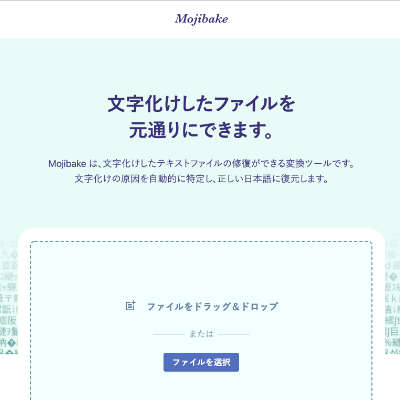 Mojibake
文字化けしたファイルを
元通りにできます。
Mojibake は、文字化けしたテキストファイルの修復ができる変換ツールです。
文字化けの原因を自動的に特定し、正しい日本語に復元します。
ファイルをドラッグ＆ドロップ
または
ファイルを選択